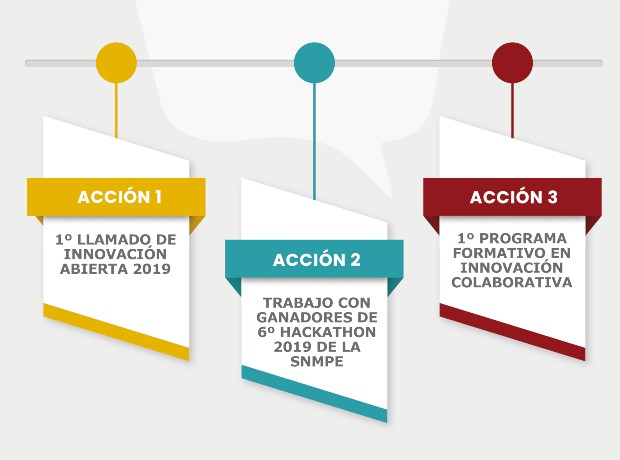 ACCIÓN 1
1º LLAMADO DE
INNOVACIÓN
ABIERTA 2019
ACCIÓN 2
TRABAJO CON
GANADORES DE
6º HACKATHON
2019 DE LA
SNMPE
ACCIÓN 3
1º PROGRAMA
FORMATIVO EN
INNOVACIÓN
COLABORATIVA